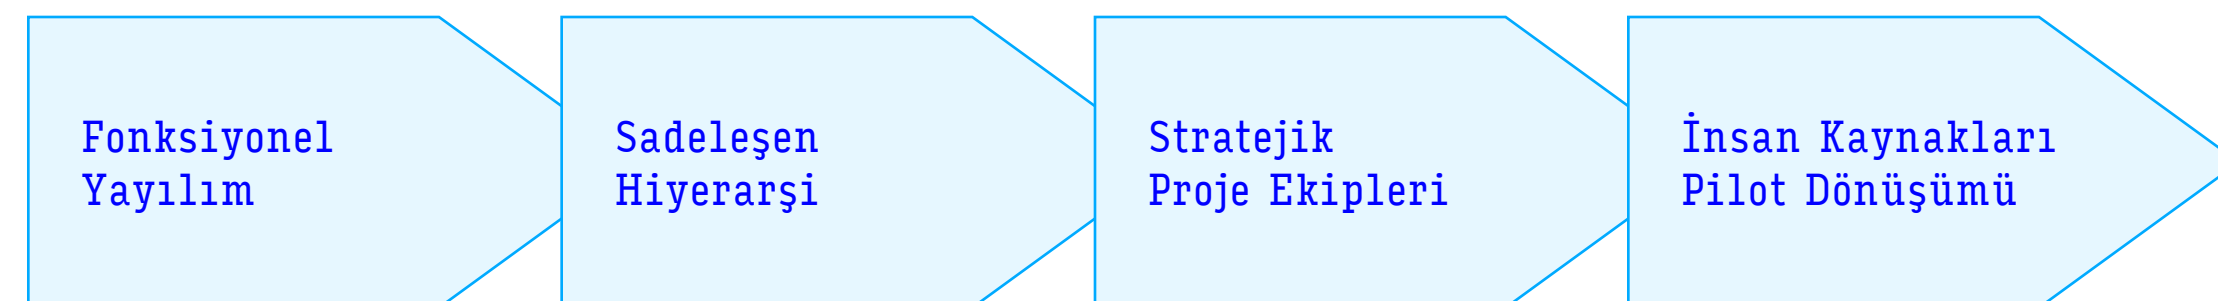 Fonksiyonel
Yayılım
Sadeleşen
Hiyerarşi
Stratejik
Proje Ekipleri
İnsan Kaynakları
Pilot Dönüşümü